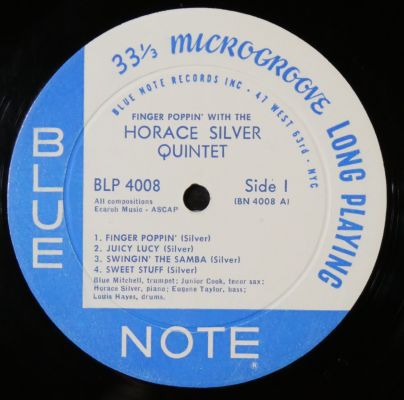 33⅓ MICROGROOVE LONG PLAYING
BLUE NOTE RECORDS INC • 47 WEST 63rd • NYC
FINGER POPPIN' WITH THE
HORACE SILVER
QUINTET
BLP 4008
Side I
All compositions
Ecaroh Music - ASCAP
(BN 4008 A)
1. FINGER POPPIN' (Silver)
2. JUICY LUCY (Silver)
3. SWINGIN' THE SAMBA (Silver)
4. SWEET STUFF (Silver)
Blue Mitchell, trumpet; Junior Cook, tenor sax;
Horace Silver, piano; Eugene Taylor, bass;
Louis Hayes, drums.
BLUE
NOTE®